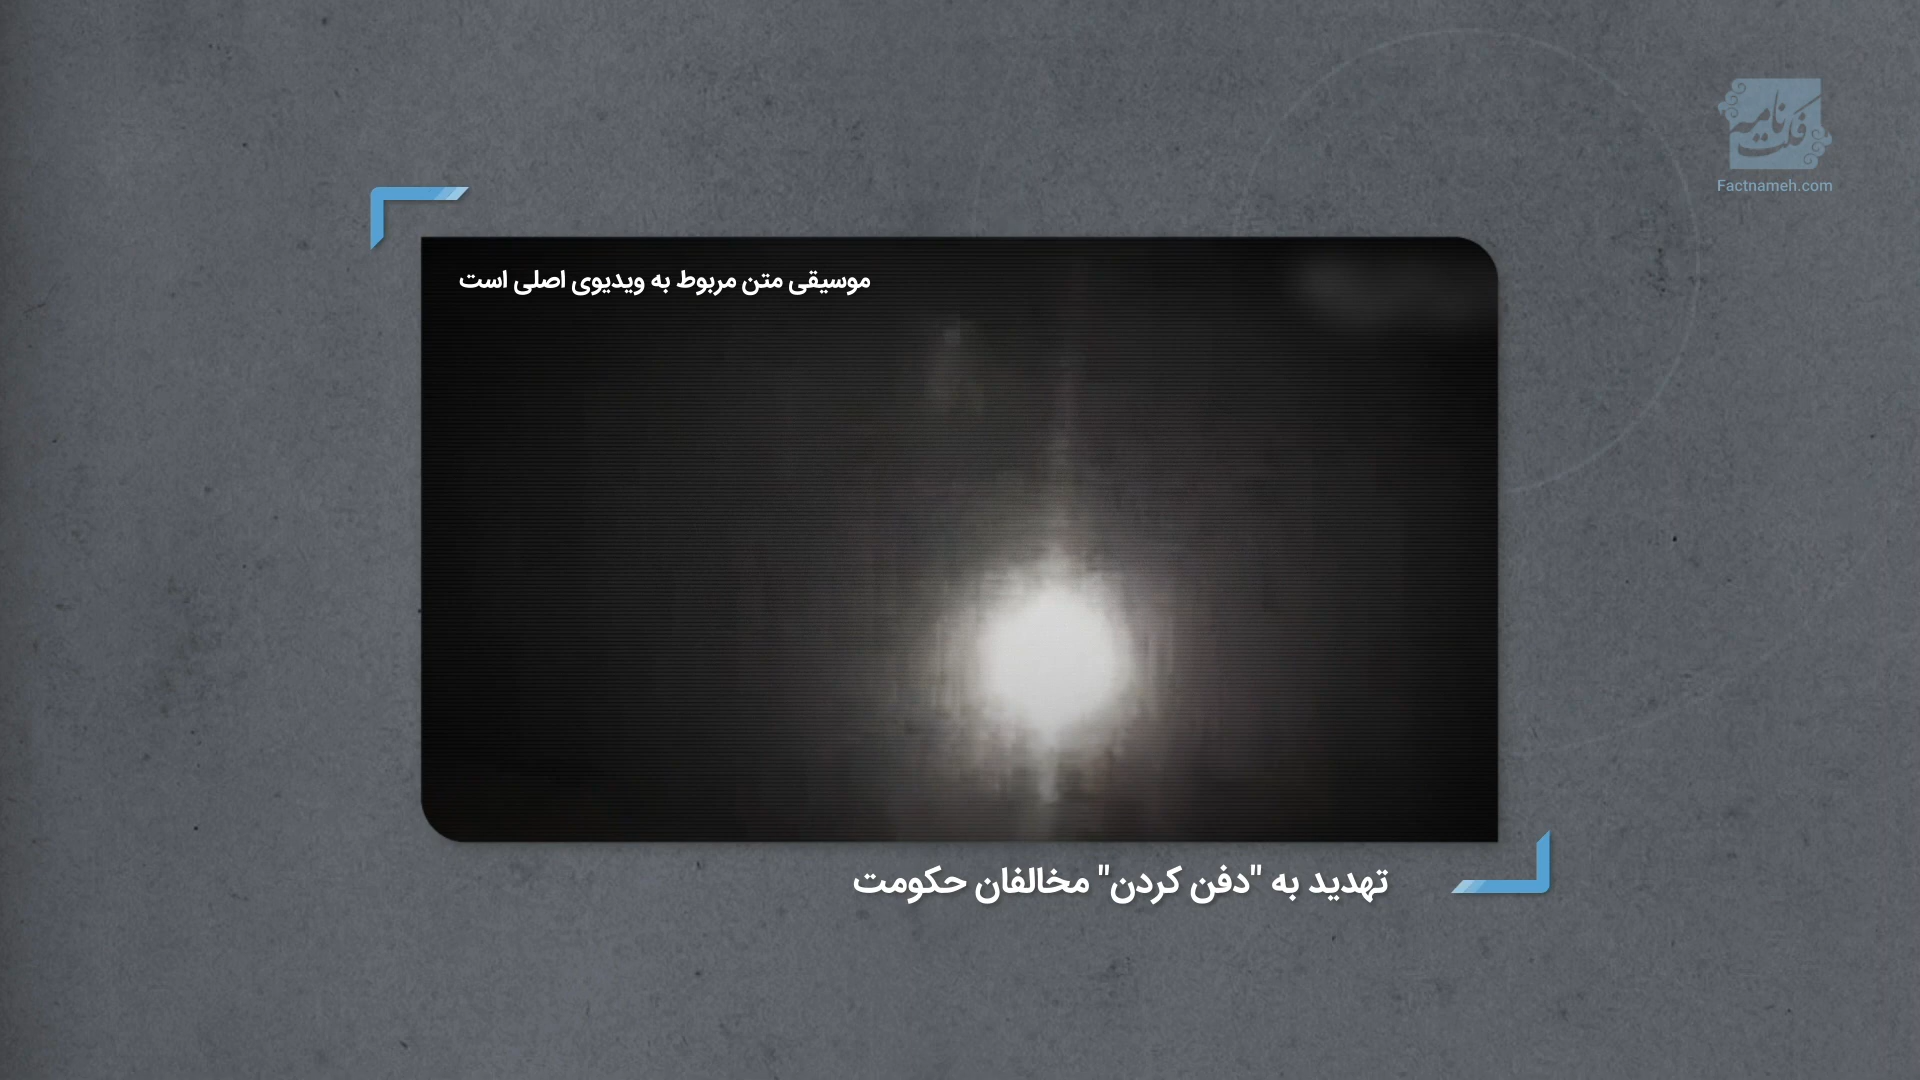 فکت نامه
Factnameh.com
موسیقی متن مربوط به ویدیوی اصلی است
تهدید به "دفن کردن" مخالفان حکومت